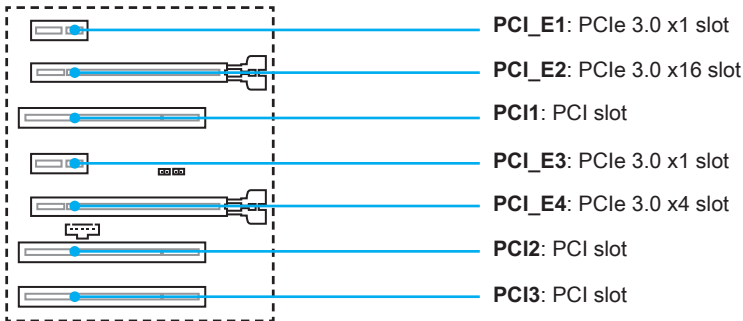 PCI_E1: PCIe 3.0 x1 slot
PCI_E2: PCIe 3.0 x16 slot
PCI1: PCI slot
PCI_E3: PCIe 3.0 x1 slot
PCI_E4: PCIe 3.0 x4 slot
PCI2: PCI slot
PCI3: PCI slot